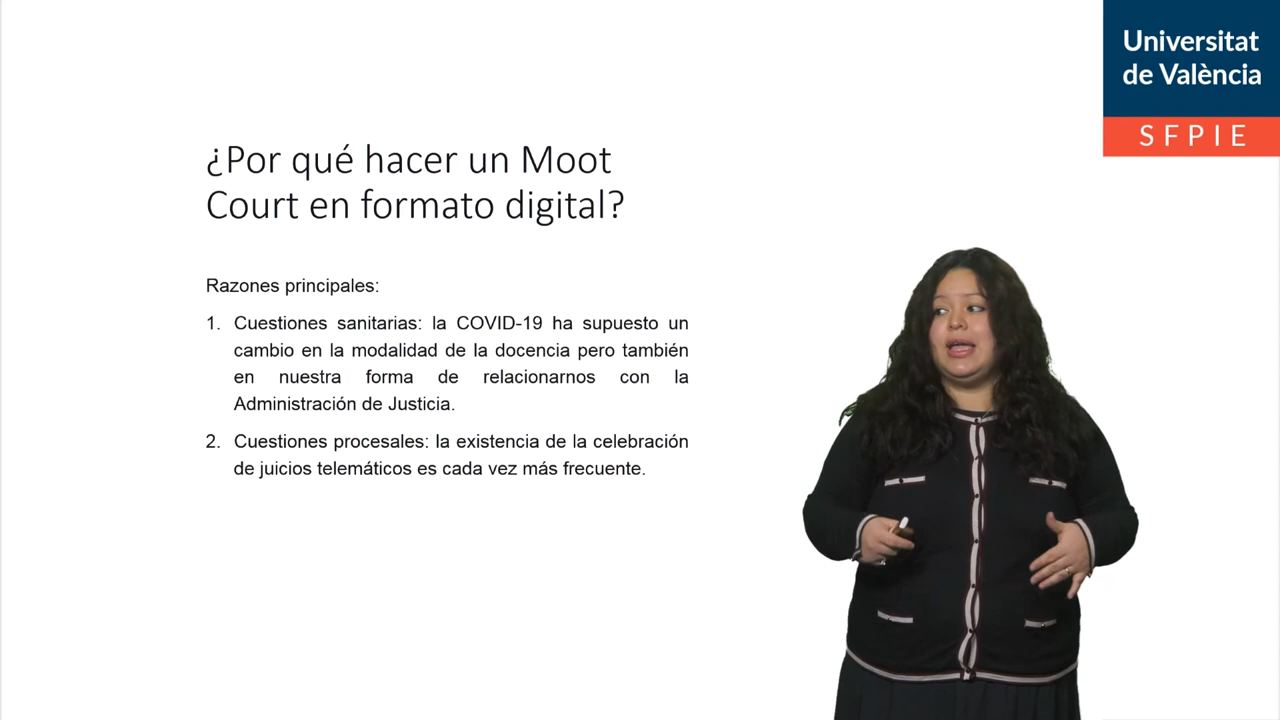 Universitat
de València
SFPIE
¿Por qué hacer un Moot
Court en formato digital?
Razones principales:
1. Cuestiones sanitarias: la COVID-19 ha supuesto un
cambio en la modalidad de la docencia pero también
en nuestra forma de relacionarnos con la
Administración de Justicia.
2. Cuestiones procesales: la existencia de la celebración
de juicios telemáticos es cada vez más frecuente.